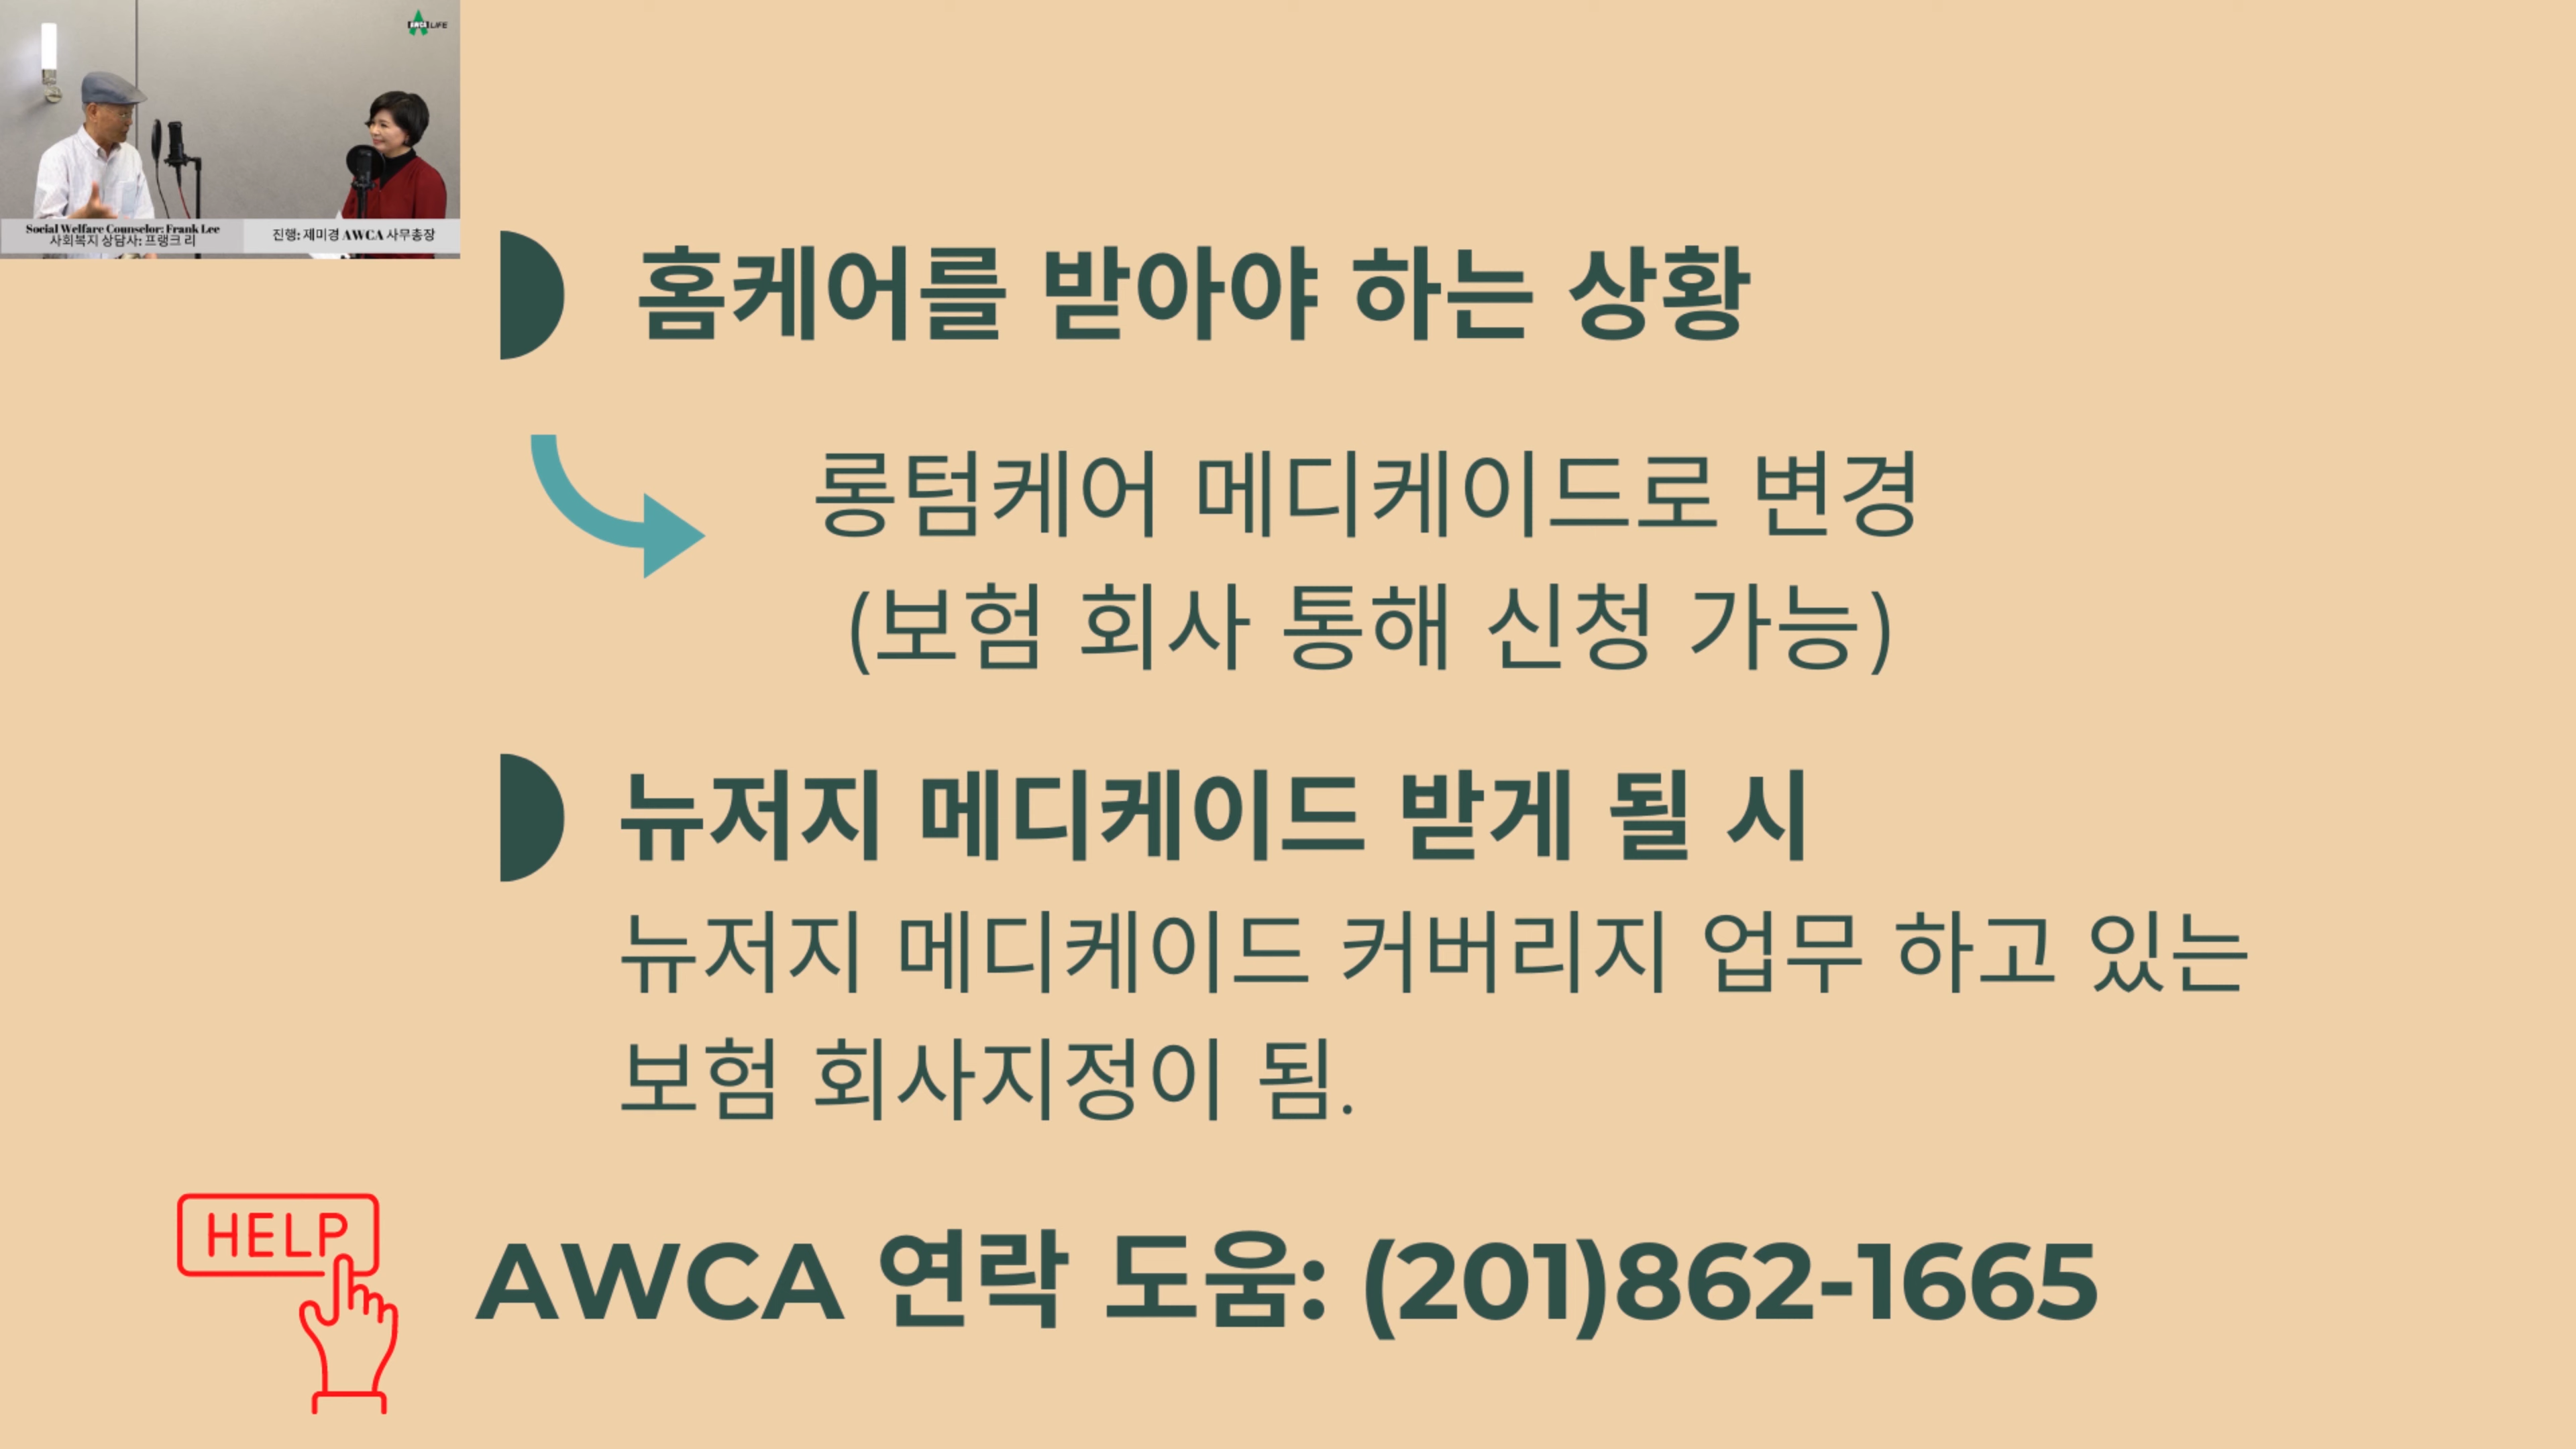 AWCA LIFE
Social Welfare Counselor: Frank Lee
사회복지 상담사: 프랭크 리
진행: 제미경 AWCA 사무총장
홈케어를 받아야 하는 상황
롱텀케어 메디케이드로 변경
(보험 회사 통해 신청 가능)
뉴저지 메디케이드 받게 될 시
뉴저지 메디케이드 커버리지 업무 하고 있는
보험 회사지정이 됨.
HELP
AWCA 연락 도움: (201)862-1665